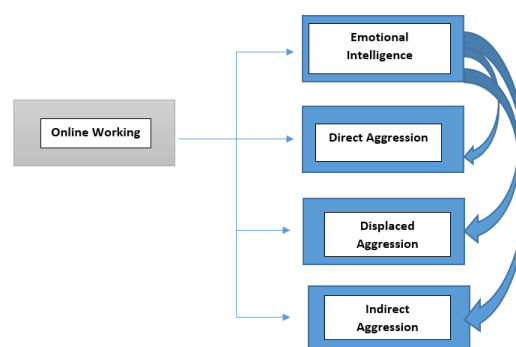 Emotional
Intelligence
Online Working
Direct Aggression
Displaced
Aggression
Indirect
Aggression